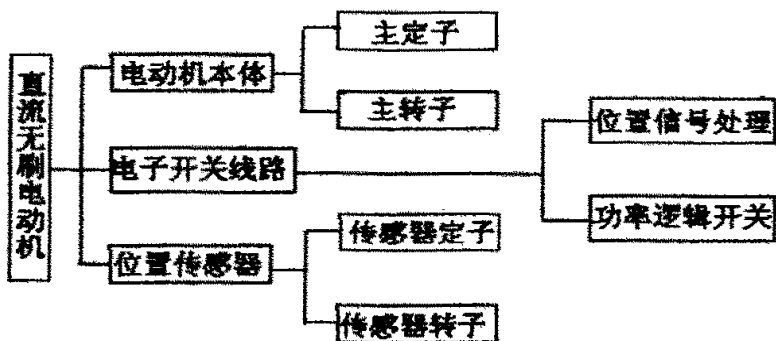 直流无刷电动机
电动机本体
主定子
主转子
电子开关线路
位置信号处理
功率逻辑开关
位置传感器
传感器定子
传感器转子